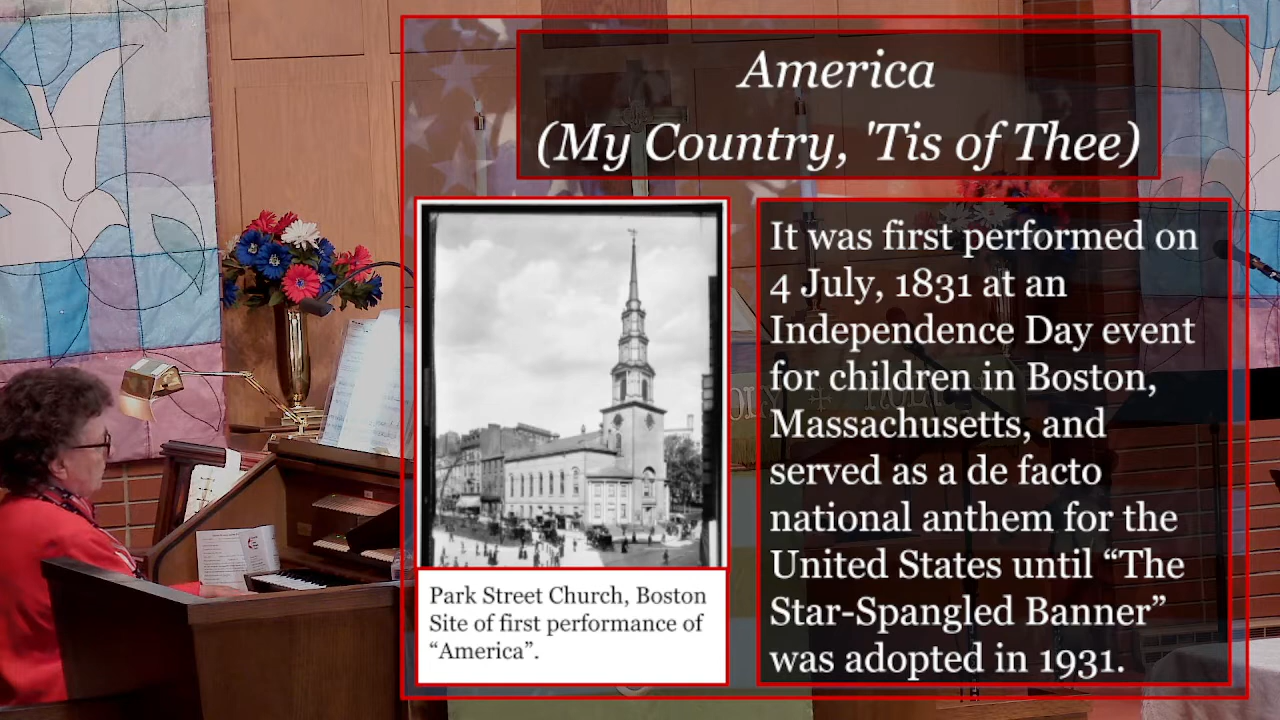 America
(My Country, 'Tis of Thee)
It was first performed on
4 July, 1831 at an
Independence Day event
for children in Boston,
Massachusetts, and
served as a de facto
national anthem for the
United States until “The
Star-Spangled Banner”
was adopted in 1931.
Park Street Church, Boston
Site of first performance of
“America”.
HOLY